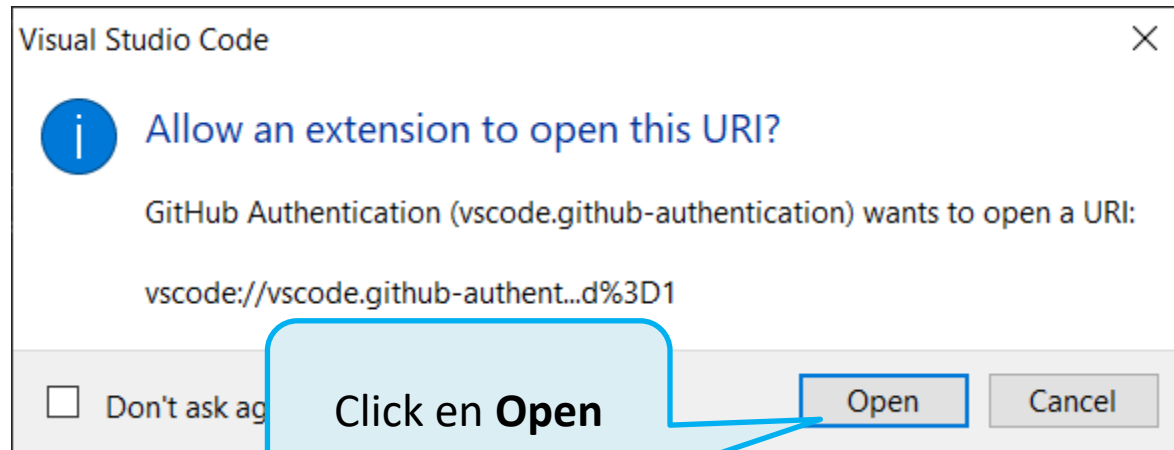 Visual Studio Code
Allow an extension to open this URI?
GitHub Authentication (vscode.github-authentication) wants to open a URI:
vscode://vscode.github-authent...d%3D1
Don't ask ag
Click en Open
Open
Cancel